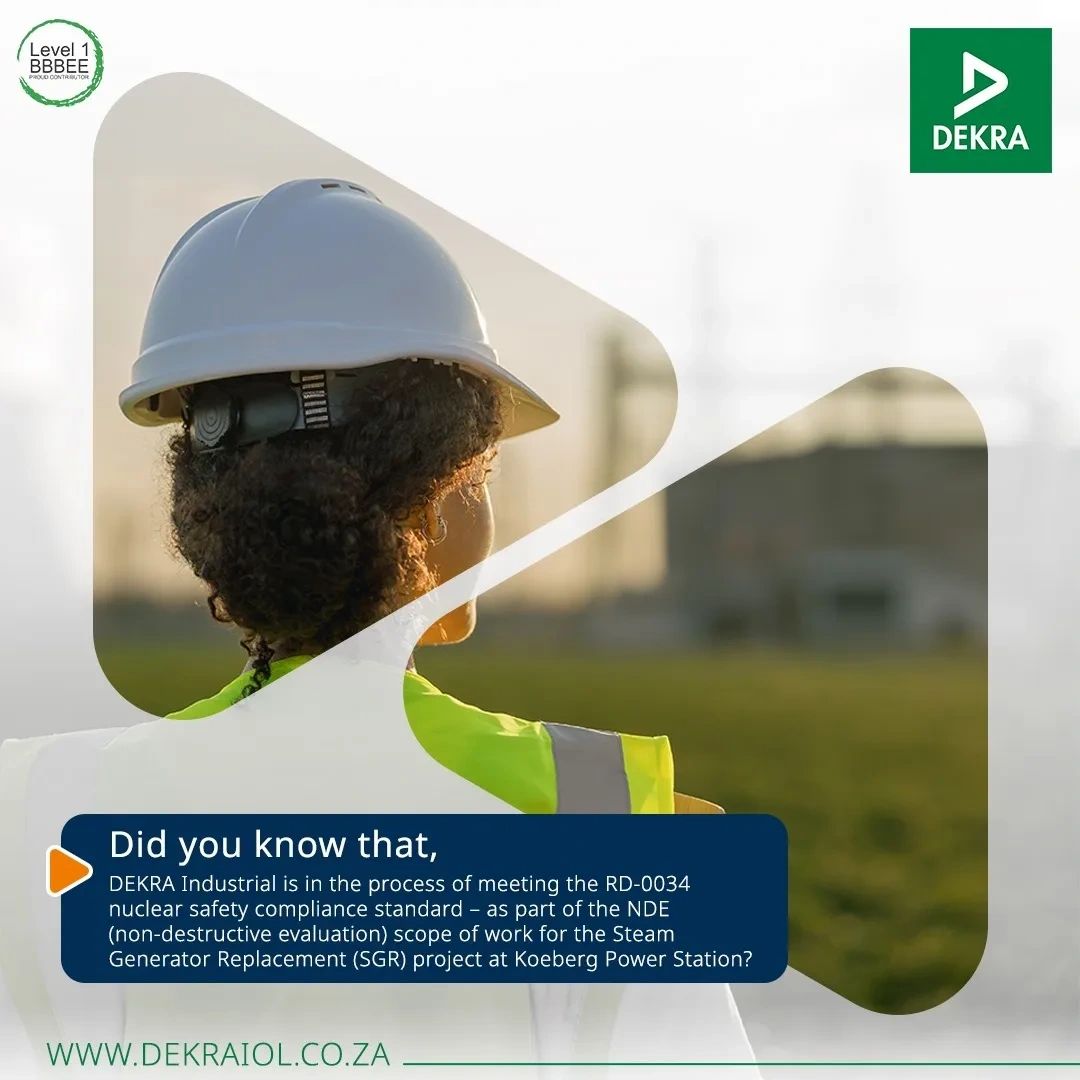 Level 1
BBBEE
PROUD CONTRIBUTOR
DEKRA
Did you know that,
DEKRA Industrial is in the process of meeting the RD-0034
nuclear safety compliance standard – as part of the NDE
(non-destructive evaluation) scope of work for the Steam
Generator Replacement (SGR) project at Koeberg Power Station?
WWW.DEKRAIOL.CO.ZA